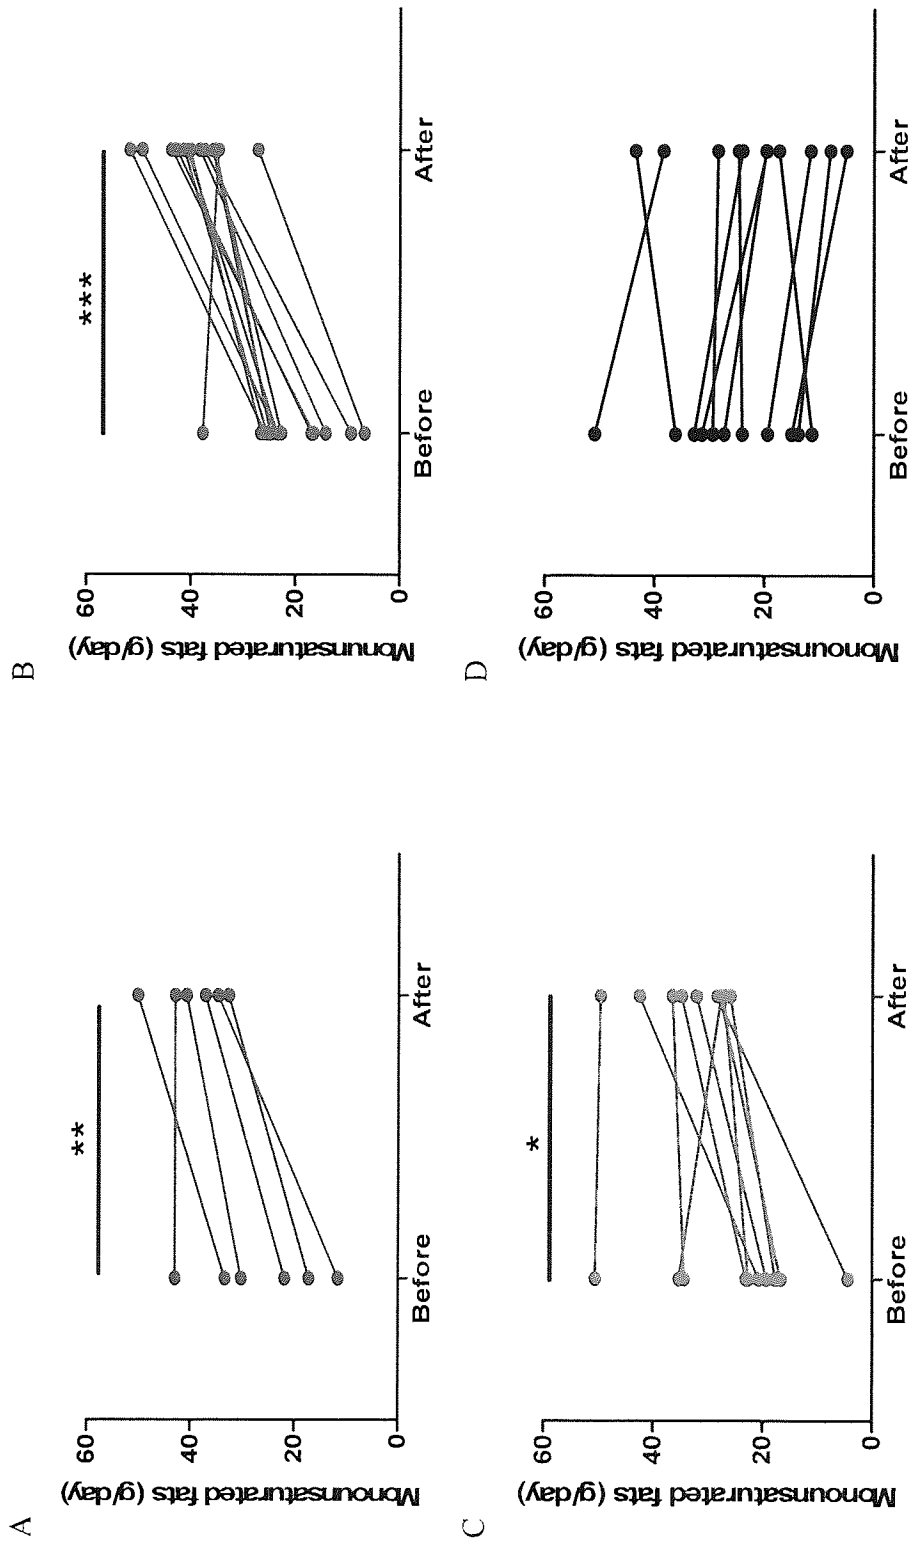 A
**
Monounsaturated fats (g/day)
60
40
20
0
Before
After
B
***
Monunsaturated fats (g/day)
60
40
20
0
Before
After
C
*
Monounsaturated fats (g/day)
60
40
20
0
Before
After
D
Monounsaturated fats (g/day)
60
40
20
0
Before
After